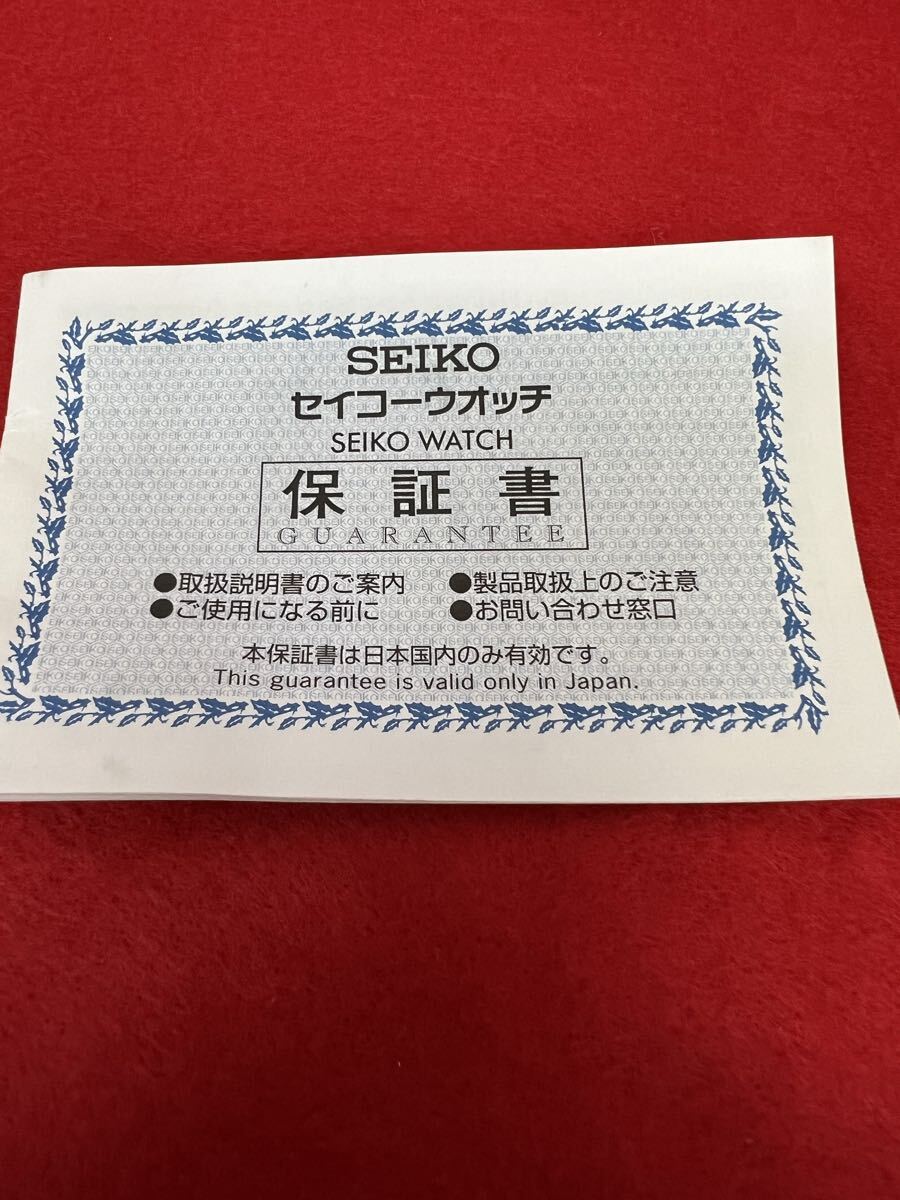 SEIKO
セイコーウオッチ
SEIKO WATCH
保証書
GUARANTEE
●取扱説明書のご案内 ●製品取扱上のご注意
●ご使用になる前に ●お問い合わせ窓口
本保証書は日本国内のみ有効です。
This guarantee is valid only in Japan.